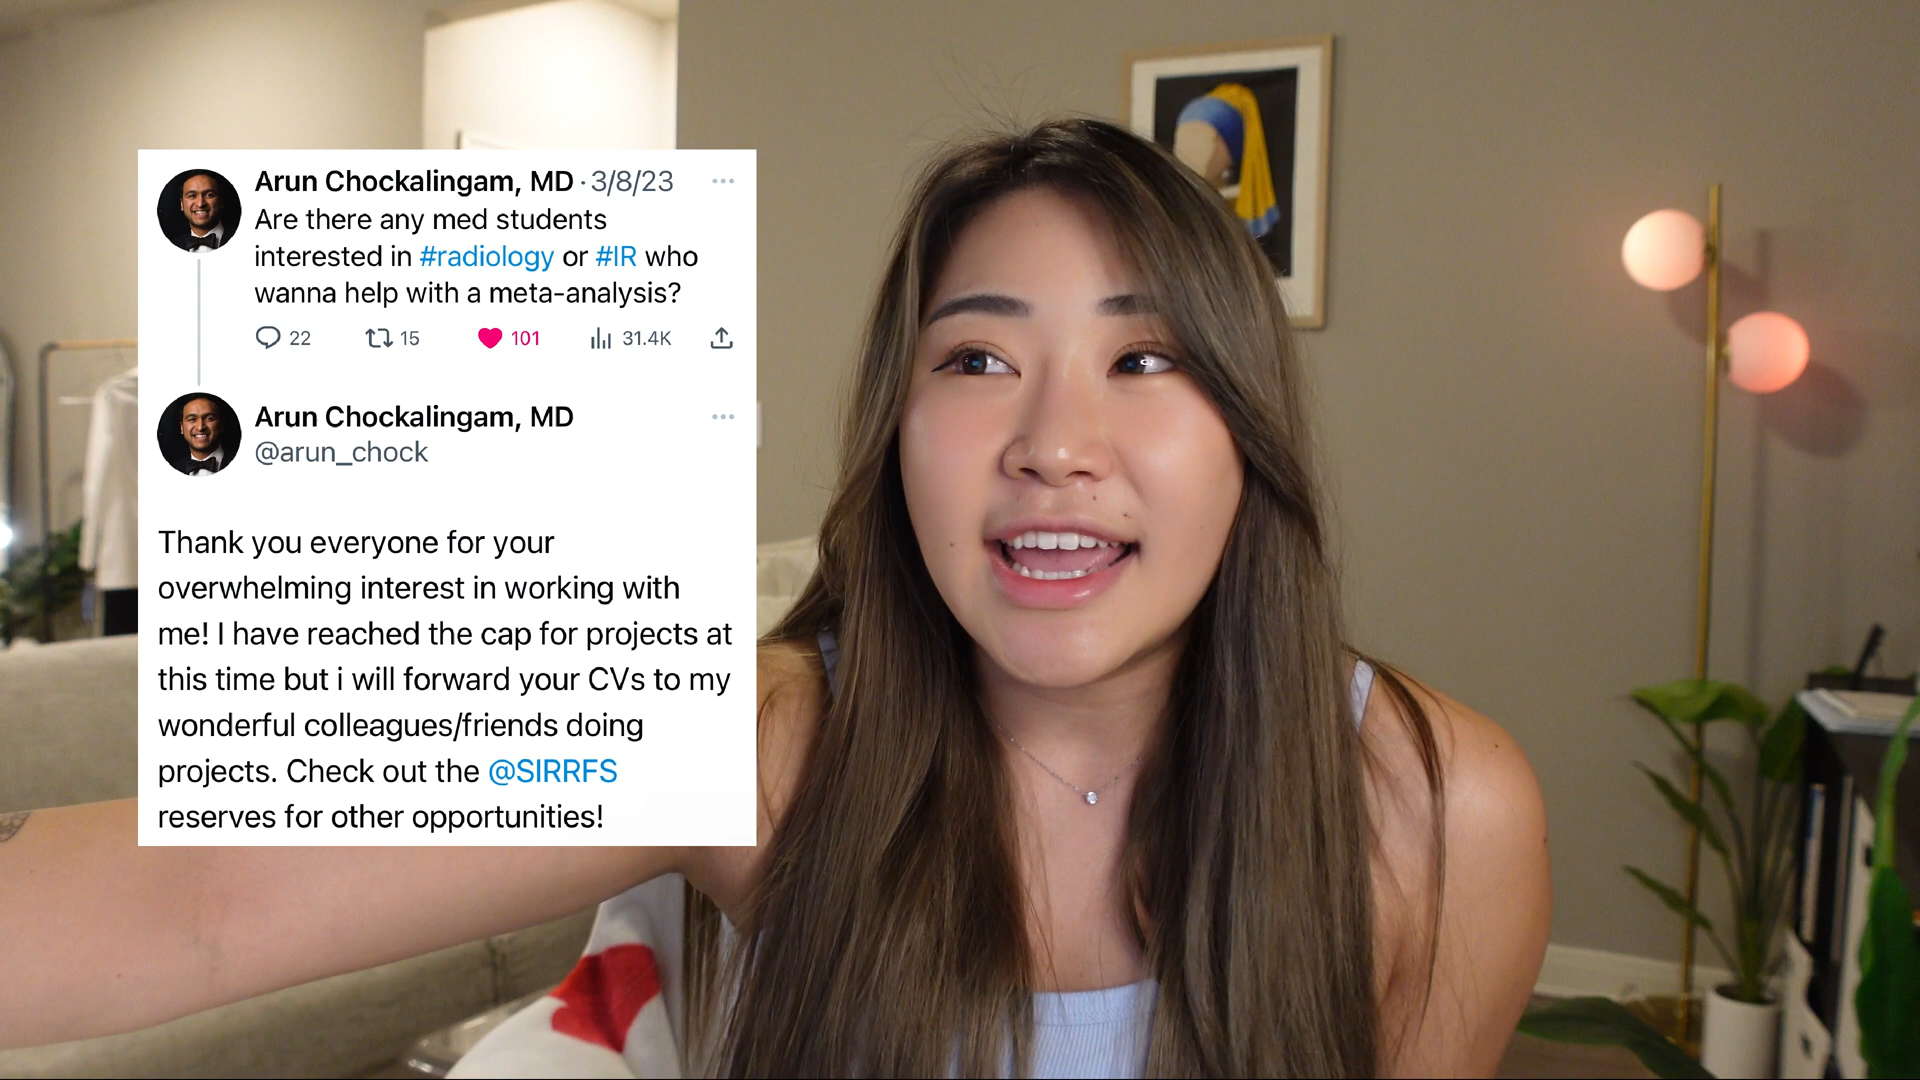 Arun Chockalingam, MD · 3/8/23 ...
Are there any med students
interested in #radiology or #IR who
wanna help with a meta-analysis?
22 15 101 31.4K
Arun Chockalingam, MD ...
@arun_chock
Thank you everyone for your
overwhelming interest in working with
me! I have reached the cap for projects at
this time but i will forward your CVs to my
wonderful colleagues/friends doing
projects. Check out the @SIRRFS
reserves for other opportunities!